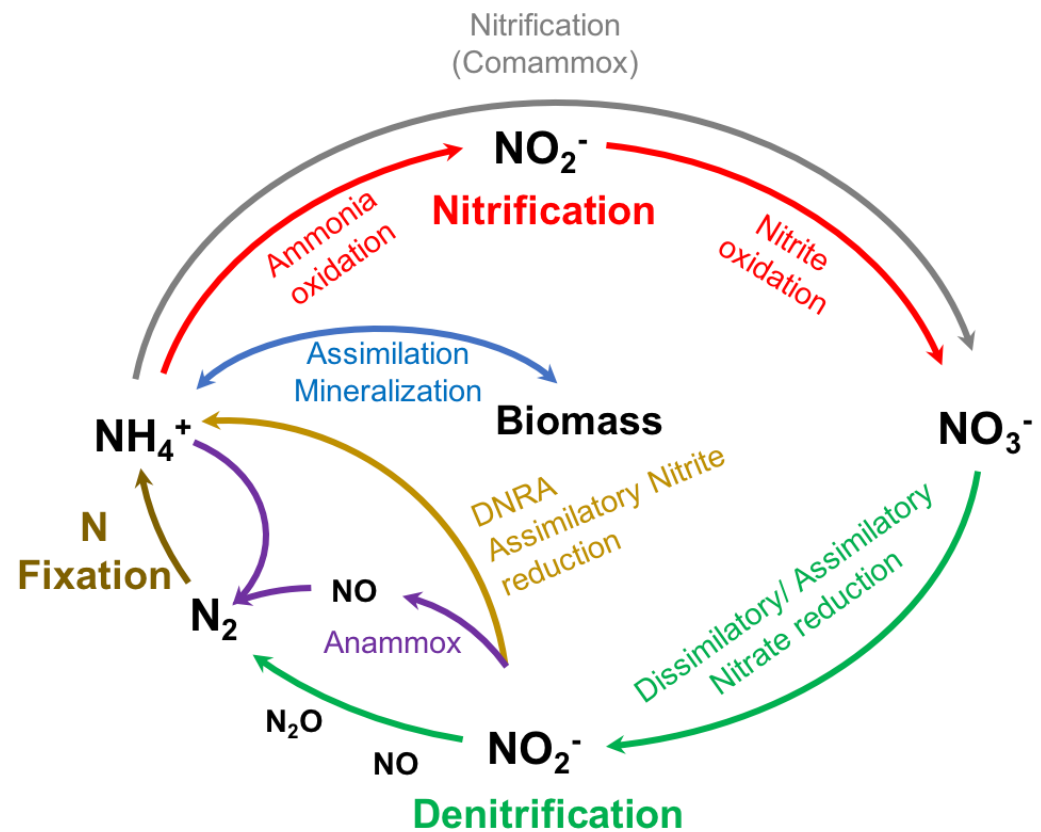 Nitrification
(Comammox)
NO₂⁻
Nitrification
Ammonia
oxidation
Nitrite
oxidation
Assimilation
Mineralization
Biomass
NH₄⁺
NO₃⁻
DNRA
Assimilatory Nitrite
reduction
N
Fixation
N₂
NO
Anammox
Dissimilatory/ Assimilatory
Nitrate reduction
N₂O
NO
NO₂⁻
Denitrification